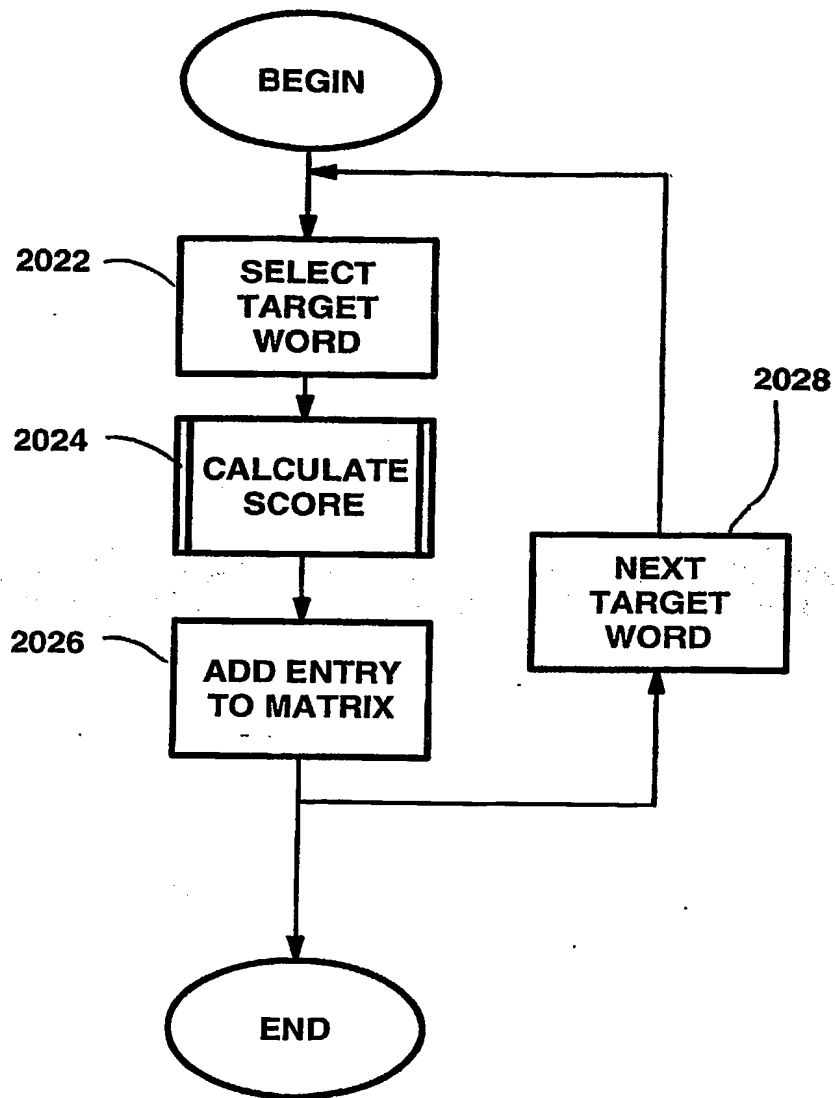 BEGIN
2022
SELECT
TARGET
WORD
2028
2024
CALCULATE
SCORE
NEXT
TARGET
WORD
2026
ADD ENTRY
TO MATRIX
END